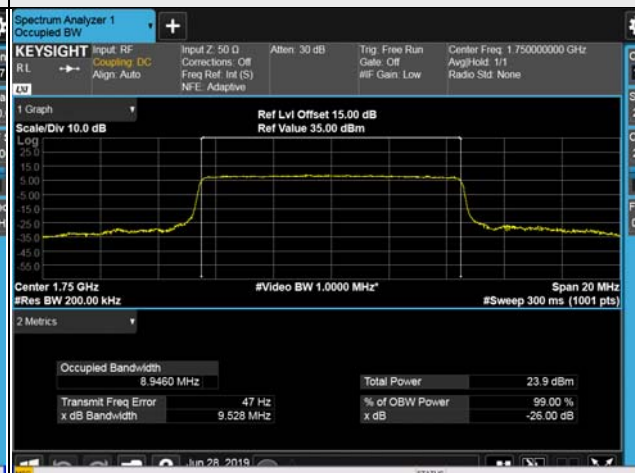 Spectrum Analyzer 1
Occupied BW
+
KEYSIGHT
RL
Input: RF
Coupling: DC
Align: Auto
Input Z: 50 Ω
Corrections: Off
Freq Ref: Int (S)
NFE: Adaptive
Atten: 30 dB
Trig: Free Run
Gate: Off
#IF Gain: Low
Center Freq: 1.750000000 GHz
Avg|Hold: 1/1
Radio Std: None
1 Graph
Scale/Div 10.0 dB
Ref Lvl Offset 15.00 dB
Ref Value 35.00 dBm
Log
25.0
15.0
5.00
-5.00
-15.0
-25.0
-35.0
-45.0
-55.0
Center 1.75 GHz
#Video BW 1.0000 MHz*
Span 20 MHz
#Res BW 200.00 kHz
#Sweep 300 ms (1001 pts)
2 Metrics
Occupied Bandwidth
8.9460 MHz
Total Power 23.9 dBm
Transmit Freq Error 47 Hz
% of OBW Power 99.00 %
x dB Bandwidth 9.528 MHz
x dB -26.00 dB
Jun 28, 2019
STATUS